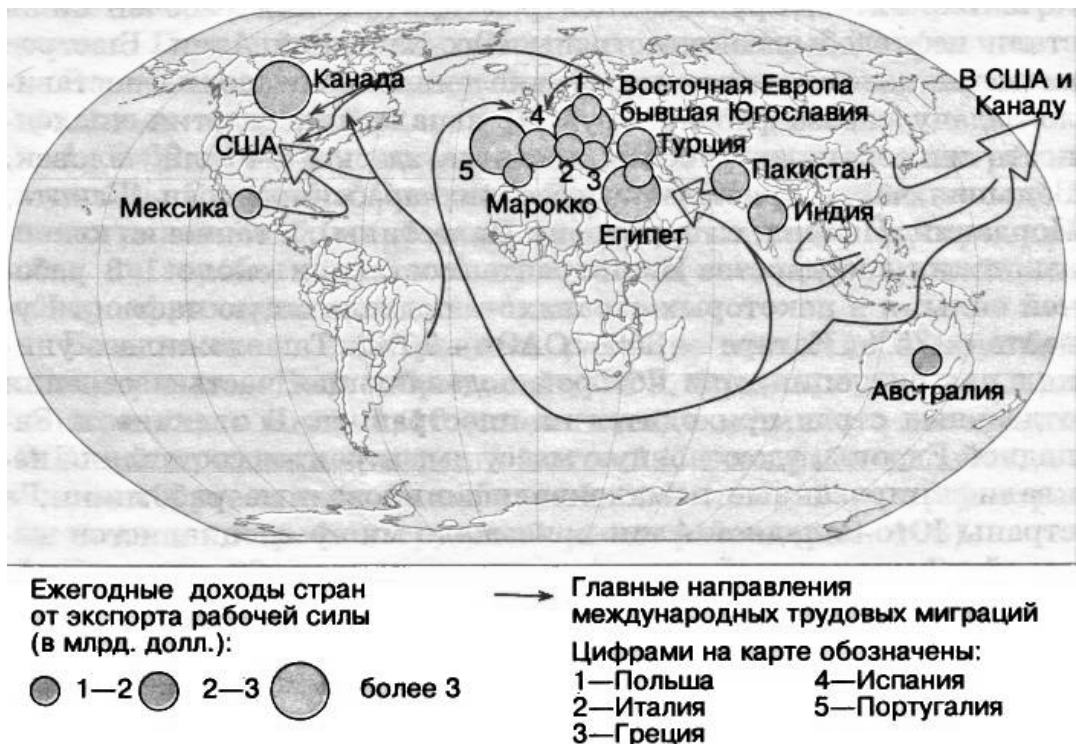 Канада
США
Мексика
1
4
5
2
3
Восточная Европа
бывшая Югославия
Турция
Пакистан
Марокко
Индия
Египет
В США и
Канаду
Австралия
Ежегодные доходы стран
от экспорта рабочей силы
(в млрд. долл.):
1—2 2—3 более 3
Главные направления
международных трудовых миграций
Цифрами на карте обозначены:
1—Польша 4—Испания
2—Италия 5—Португалия
3—Греция